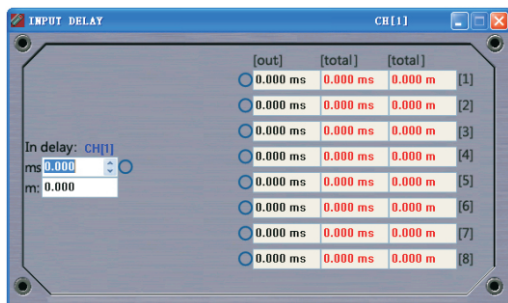 INPUT DELAY CH[1]
[out] [total] [total]
0.000 ms 0.000 ms 0.000 m [1]
0.000 ms 0.000 ms 0.000 m [2]
0.000 ms 0.000 ms 0.000 m [3]
In delay: CH[1]
0.000 ms 0.000 ms 0.000 m [4]
ms 0.000
0.000 ms 0.000 ms 0.000 m [5]
m: 0.000
0.000 ms 0.000 ms 0.000 m [6]
0.000 ms 0.000 ms 0.000 m [7]
0.000 ms 0.000 ms 0.000 m [8]